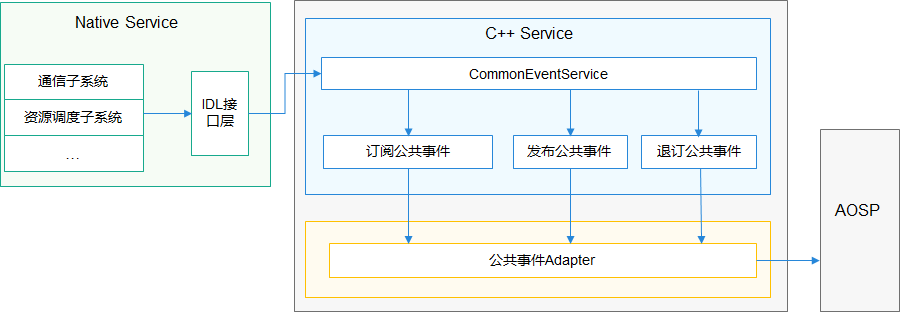 Native Service
通信子系统
资源调度子系统
...
IDL接
口层
C++ Service
CommonEventService
订阅公共事件
发布公共事件
退订公共事件
公共事件Adapter
AOSP